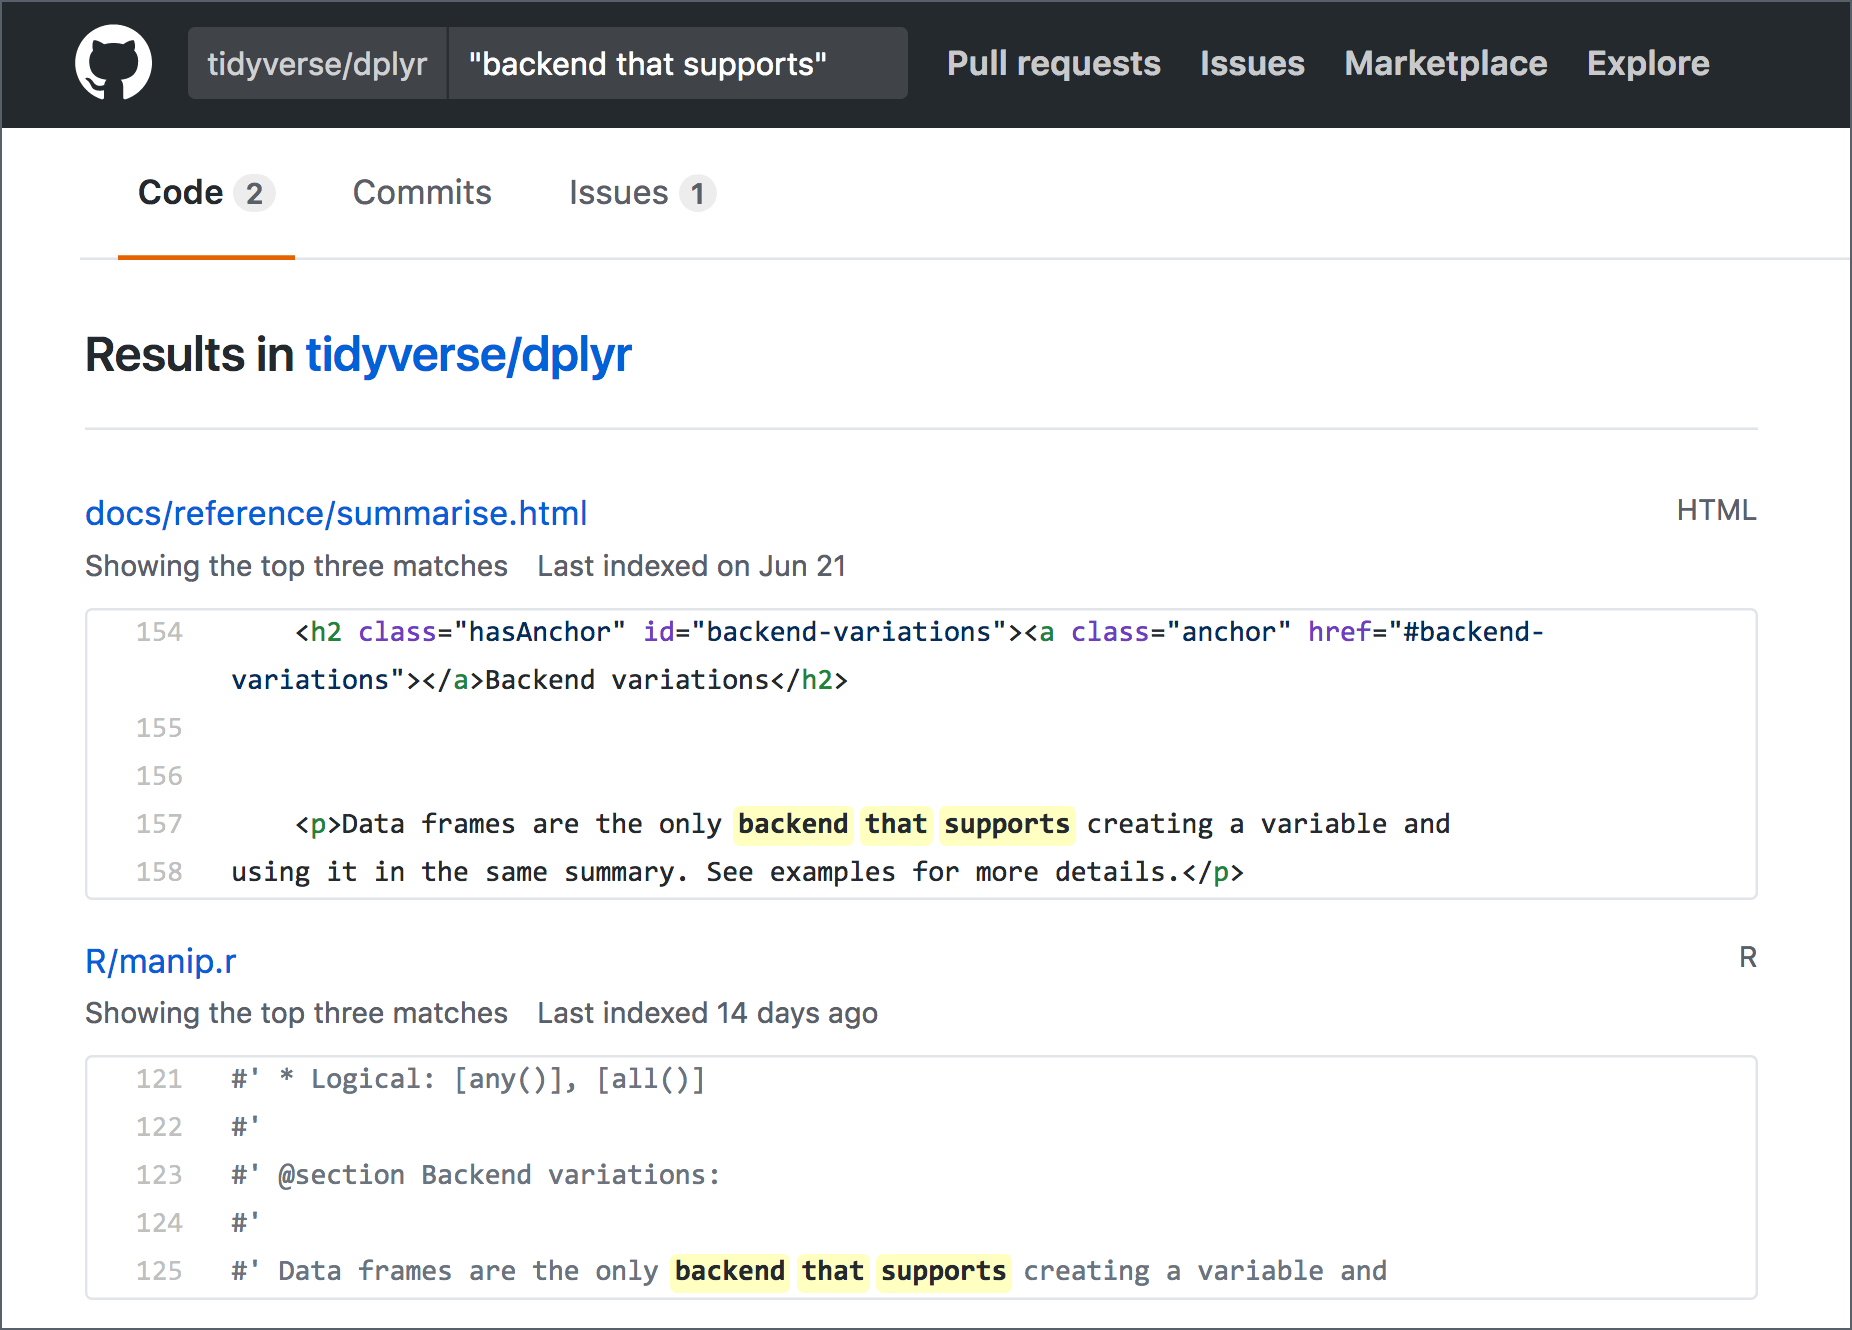 tidyverse/dplyr "backend that supports" Pull requests Issues Marketplace Explore
Code 2 Commits Issues 1
Results in tidyverse/dplyr
docs/reference/summarise.html HTML
Showing the top three matches Last indexed on Jun 21
154 <h2 class="hasAnchor" id="backend-variations"><a class="anchor" href="#backend-
variations"></a>Backend variations</h2>
155
156
157 <p>Data frames are the only backend that supports creating a variable and
158 using it in the same summary. See examples for more details.</p>
R/manip.r R
Showing the top three matches Last indexed 14 days ago
121 #' * Logical: [any()], [all()]
122 #'
123 #' @section Backend variations:
124 #'
125 #' Data frames are the only backend that supports creating a variable and